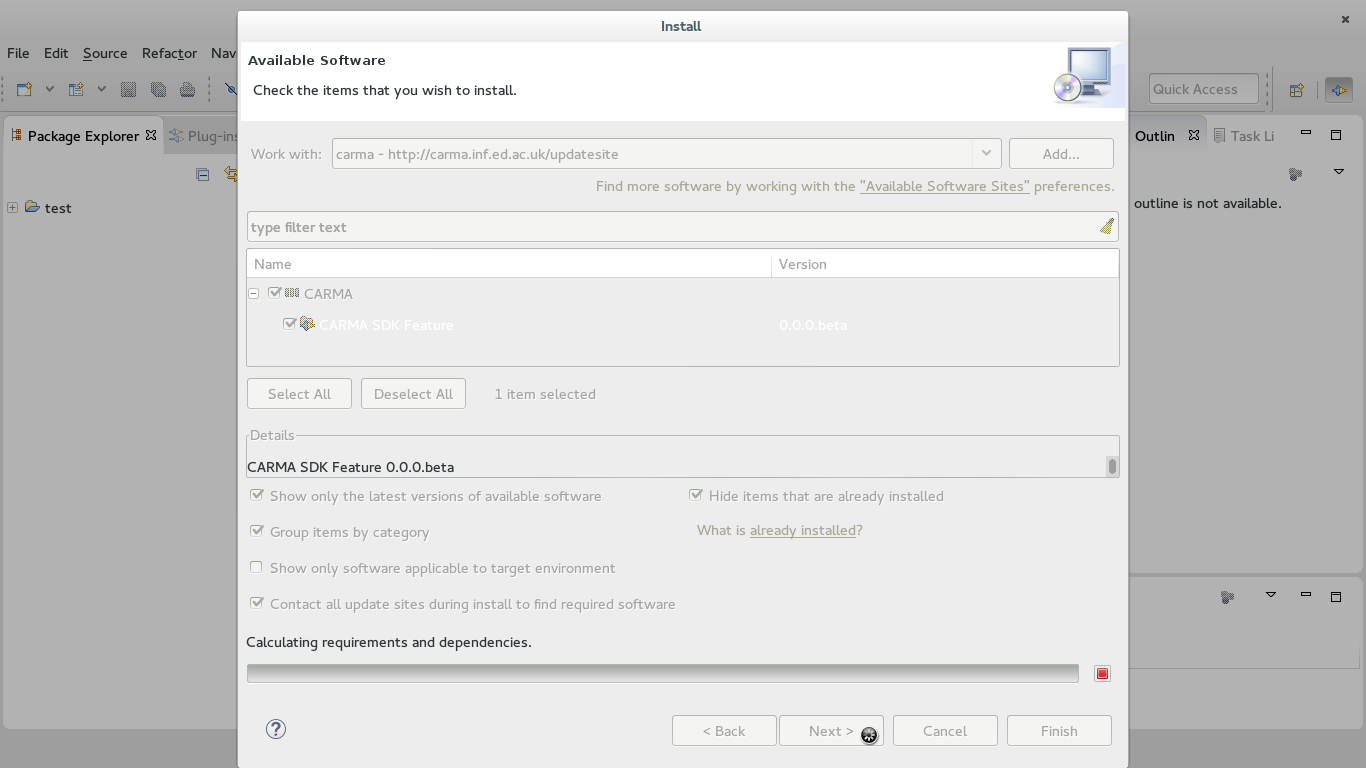 Install
File Edit Source Refactor Nav
Available Software
Check the items that you wish to install.
Quick Access
Package Explorer Plug-ins
Outlin Task Li
Work with: carma - http://carma.inf.ed.ac.uk/updatesite Add...
Find more software by working with the "Available Software Sites" preferences.
test
outline is not available.
type filter text
Name Version
CARMA
CARMA SDK Feature 0.0.0.beta
Select All Deselect All 1 item selected
Details
CARMA SDK Feature 0.0.0.beta
Show only the latest versions of available software Hide items that are already installed
Group items by category What is already installed?
Show only software applicable to target environment
Contact all update sites during install to find required software
Calculating requirements and dependencies.
? < Back Next > Cancel Finish